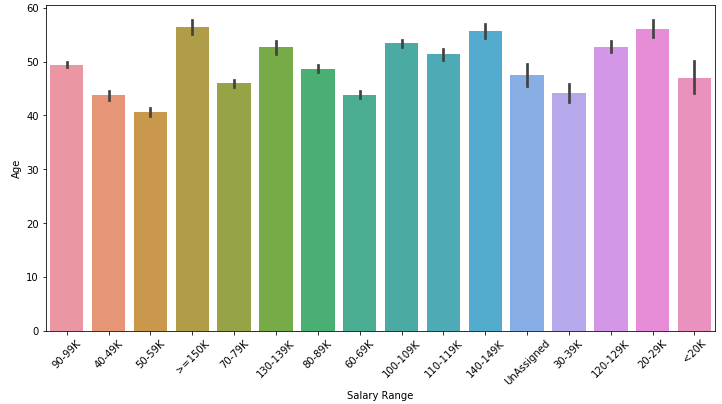 60
50
40
30
20
10
0
Age
90-99K
40-49K
50-59K
>=150K
70-79K
130-139K
80-89K
60-69K
100-109K
110-119K
140-149K
UnAssigned
30-39K
120-129K
20-29K
<20K
Salary Range